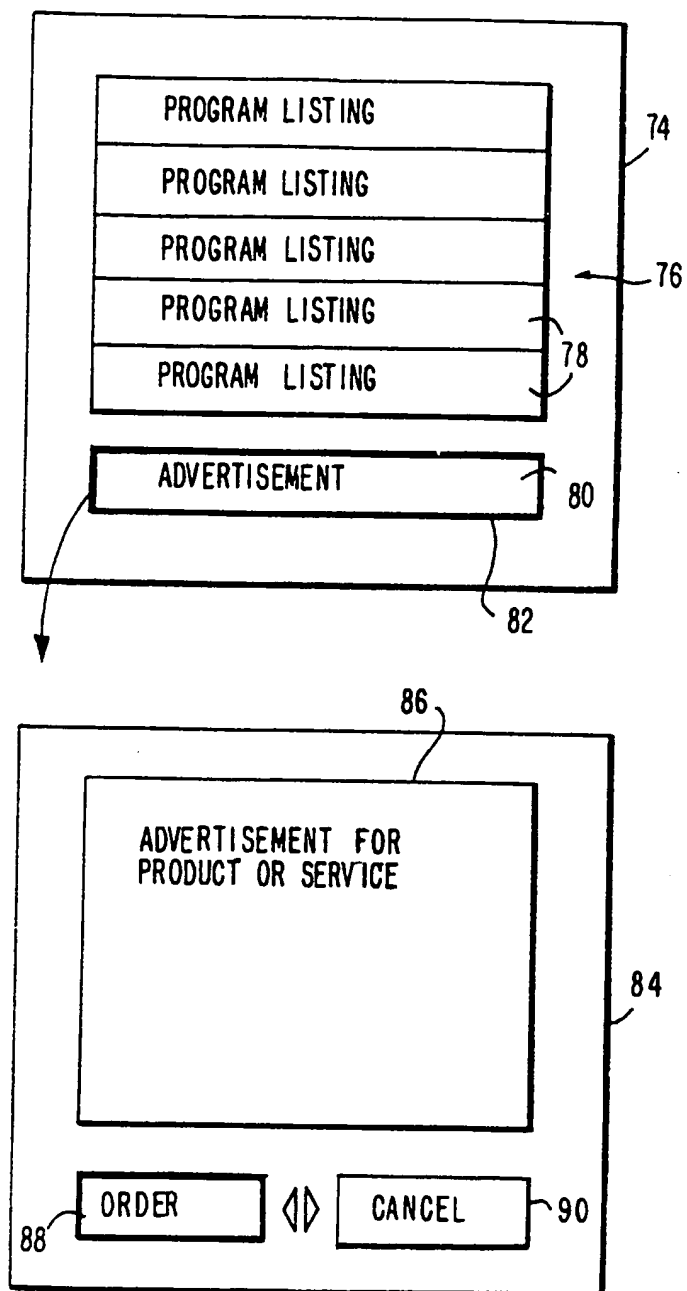 PROGRAM LISTING
74
PROGRAM LISTING
PROGRAM LISTING
76
PROGRAM LISTING
78
PROGRAM LISTING
ADVERTISEMENT
80
82
86
ADVERTISEMENT FOR
PRODUCT OR SERVICE
84
ORDER
CANCEL
90
88